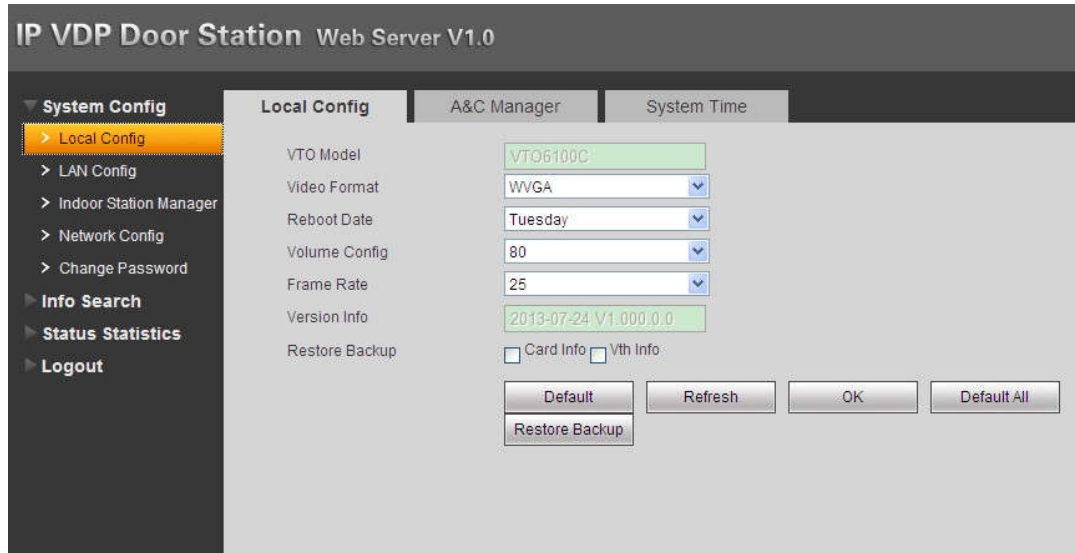 IP VDP Door Station Web Server V1.0
System Config
> Local Config
> LAN Config
> Indoor Station Manager
> Network Config
> Change Password
Info Search
Status Statistics
Logout
Local Config A&C Manager System Time
VTO Model VTO6100C
Video Format WVGA
Reboot Date Tuesday
Volume Config 80
Frame Rate 25
Version Info 2013-07-24 V1.000.0.0
Restore Backup Card Info Vth Info
Default Refresh OK Default All
Restore Backup